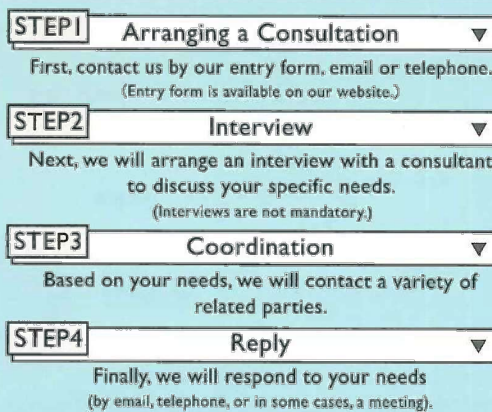 STEP1 Arranging a Consultation ▼
First, contact us by our entry form, email or telephone.
(Entry form is available on our website.)
STEP2 Interview ▼
Next, we will arrange an interview with a consultant
to discuss your specific needs.
(Interviews are not mandatory.)
STEP3 Coordination ▼
Based on your needs, we will contact a variety of
related parties.
STEP4 Reply ▼
Finally, we will respond to your needs
(by email, telephone, or in some cases, a meeting).